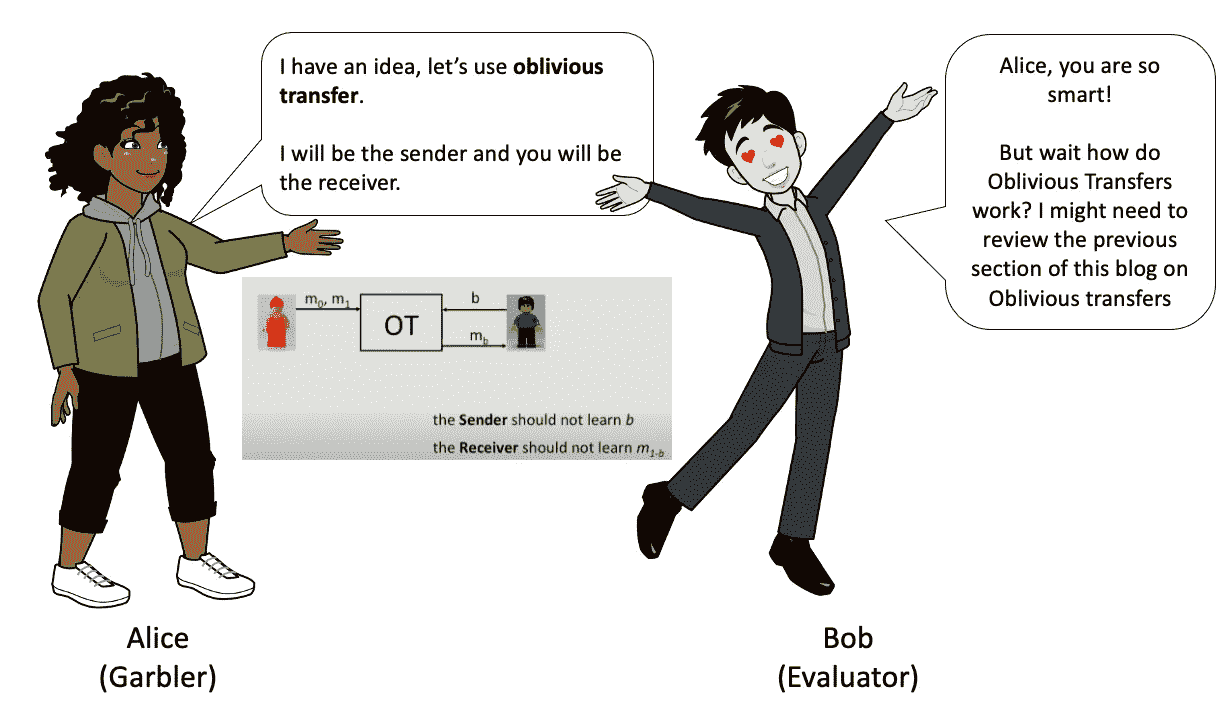 I have an idea, let’s use oblivious
transfer.
I will be the sender and you will be
the receiver.
Alice, you are so
smart!
But wait how do
Oblivious Transfers
work? I might need to
review the previous
section of this blog on
Oblivious transfers
m0, m1
OT
b
mb
the Sender should not learn b
the Receiver should not learn m1-b
Alice
(Garbler)
Bob
(Evaluator)